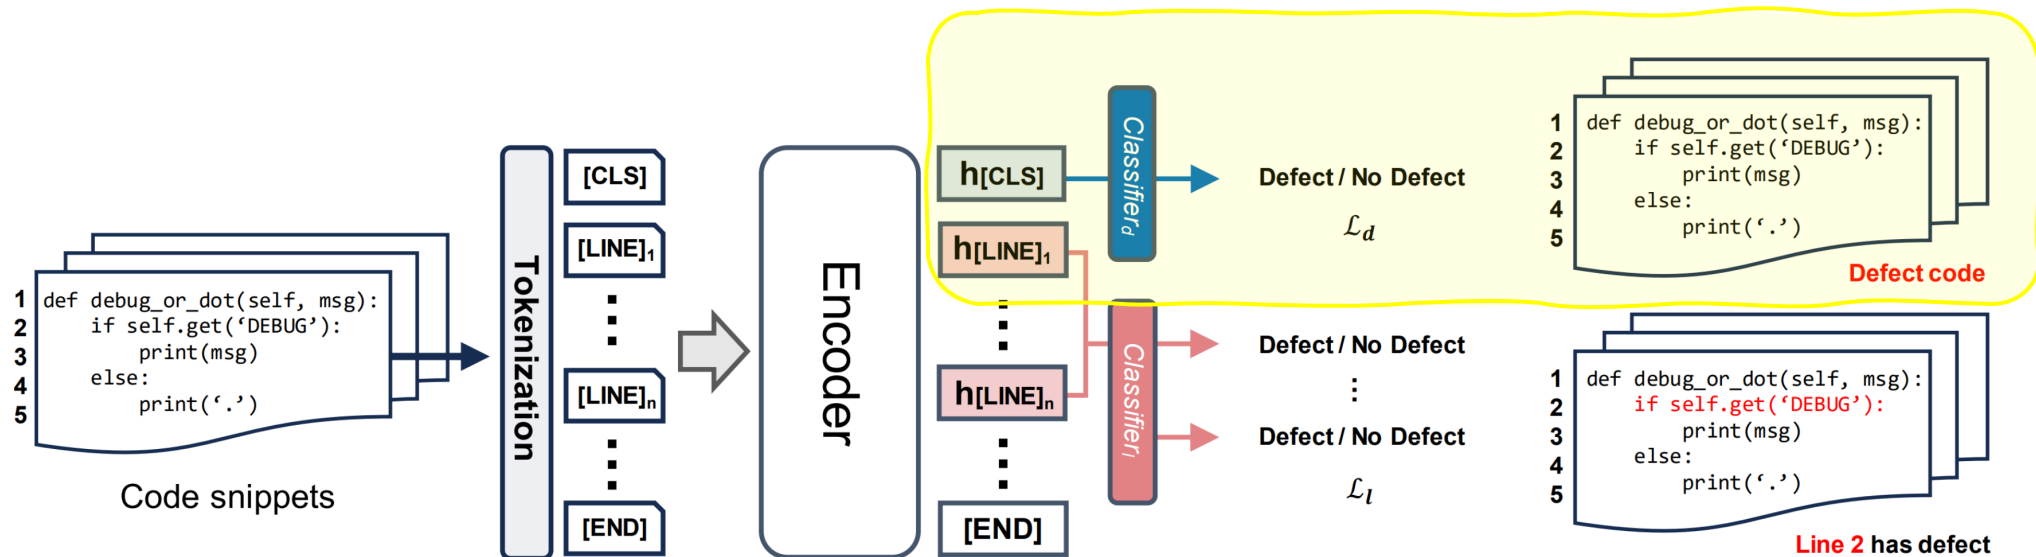 1 def debug_or_dot(self, msg):
2 if self.get(‘DEBUG’):
3 print(msg)
4 else:
5 print(‘.’)
Code snippets
Tokenization
[CLS]
[LINE]1
[LINE]n
[END]
Encoder
h[CLS]
h[LINE]1
h[LINE]n
[END]
Classifierd
Defect / No Defect
ℒd
Classifierl
Defect / No Defect
Defect / No Defect
ℒl
1 def debug_or_dot(self, msg):
2 if self.get(‘DEBUG’):
3 print(msg)
4 else:
5 print(‘.’)
Defect code
1 def debug_or_dot(self, msg):
2 if self.get(‘DEBUG’):
3 print(msg)
4 else:
5 print(‘.’)
Line 2 has defect